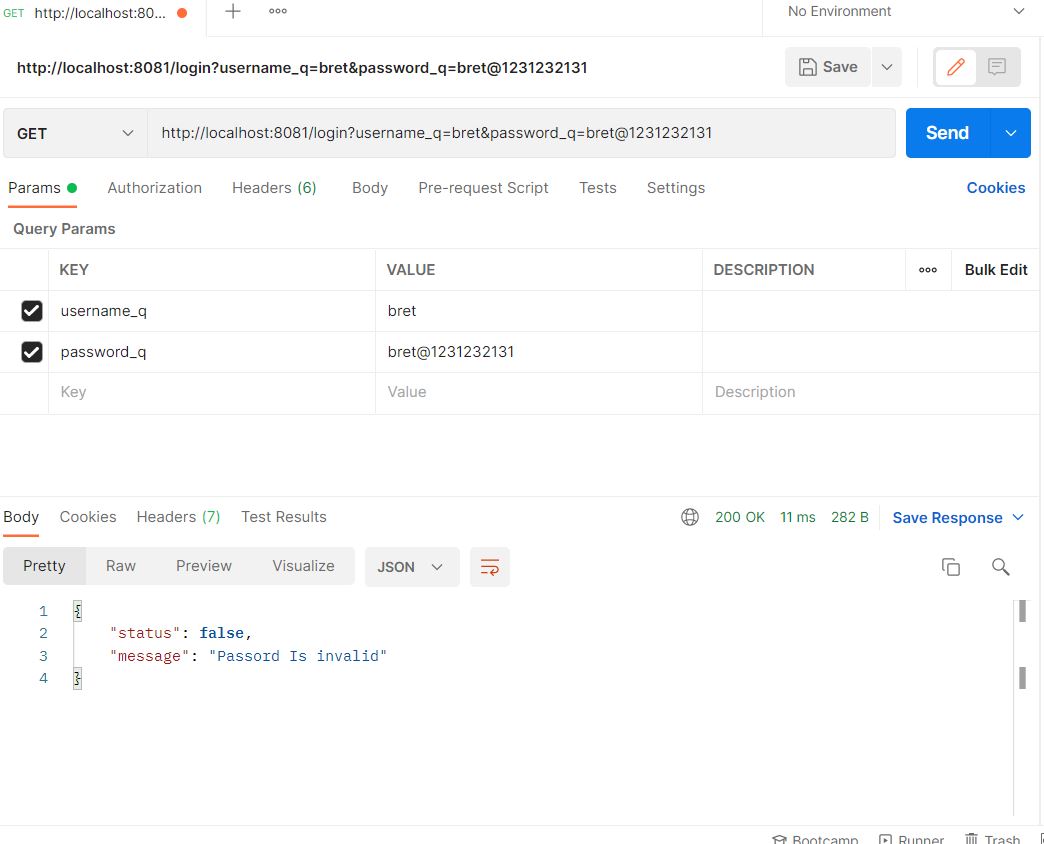 GET http://localhost:80... No Environment
http://localhost:8081/login?username_q=bret&password_q=bret@1231232131 Save
GET http://localhost:8081/login?username_q=bret&password_q=bret@1231232131 Send
Params Authorization Headers (6) Body Pre-request Script Tests Settings Cookies
Query Params
KEY VALUE DESCRIPTION Bulk Edit
username_q bret
password_q bret@1231232131
Key Value Description
Body Cookies Headers (7) Test Results 200 OK 11 ms 282 B Save Response
Pretty Raw Preview Visualize JSON
1 {
2 "status": false,
3 "message": "Passord Is invalid"
4 }
Bootcamp Runner Trash